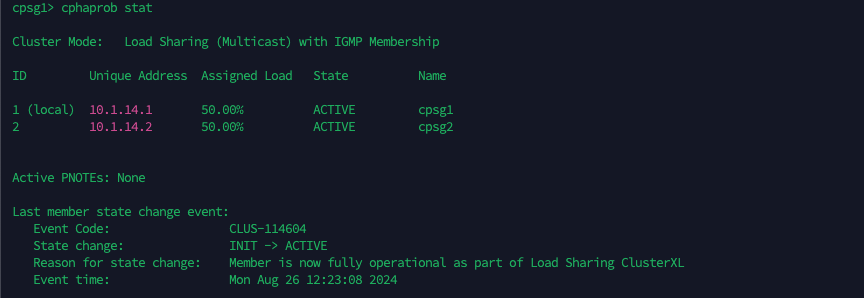 cpsg1> cphaprob stat
Cluster Mode:   Load Sharing (Multicast) with IGMP Membership
ID         Unique Address  Assigned Load   State          Name
1 (local)  10.1.14.1       50.00%          ACTIVE         cpsg1
2          10.1.14.2       50.00%          ACTIVE         cpsg2
Active PNOTEs: None
Last member state change event:
   Event Code:                 CLUS-114604
   State change:               INIT -> ACTIVE
   Reason for state change:    Member is now fully operational as part of Load Sharing ClusterXL
   Event time:                 Mon Aug 26 12:23:08 2024